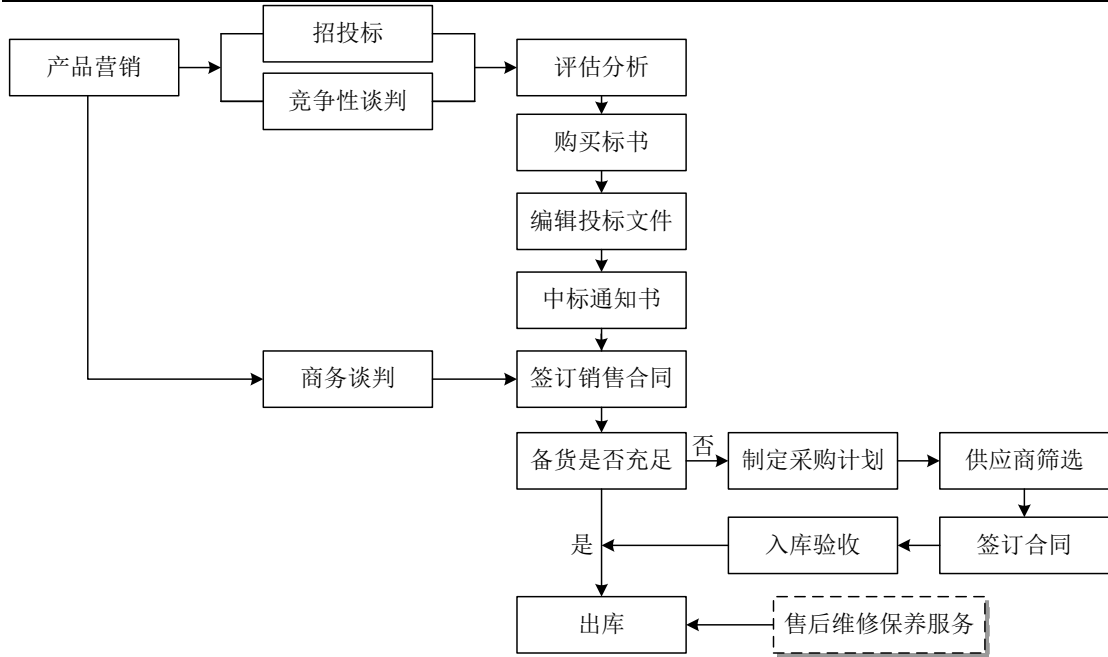 招投标
产品营销
评估分析
竞争性谈判
购买标书
编辑投标文件
中标通知书
商务谈判
签订销售合同
备货是否充足
否
制定采购计划
供应商筛选
是
入库验收
签订合同
出库
售后维修保养服务